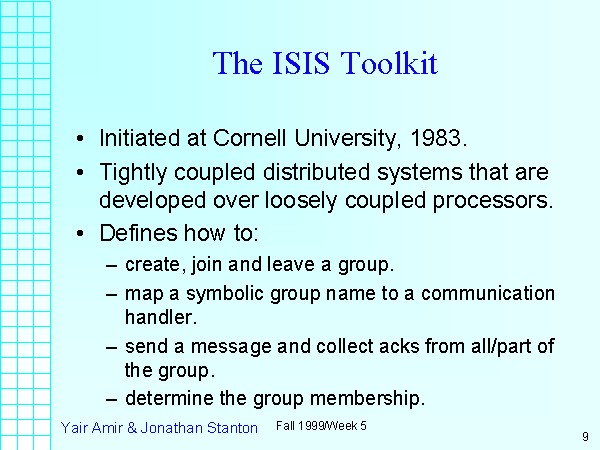 The ISIS Toolkit
• Initiated at Cornell University, 1983.
• Tightly coupled distributed systems that are
developed over loosely coupled processors.
• Defines how to:
– create, join and leave a group.
– map a symbolic group name to a communication
handler.
– send a message and collect acks from all/part of
the group.
– determine the group membership.
Yair Amir & Jonathan Stanton Fall 1999/Week 5
9